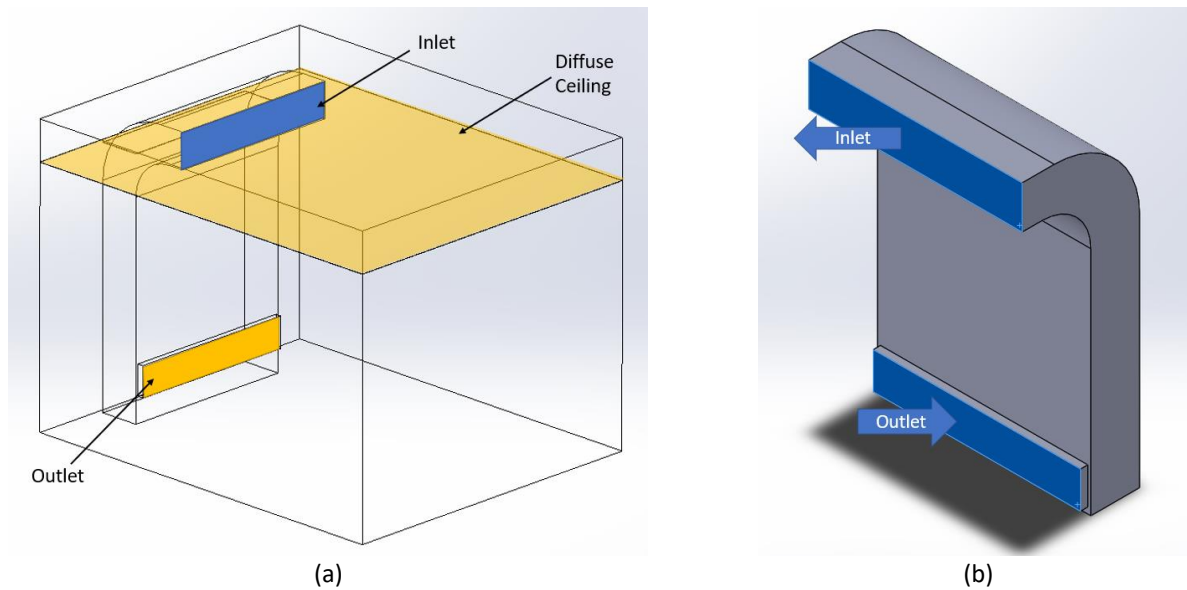 Inlet
Diffuse
Ceiling
Outlet
Inlet
Outlet
(a)
(b)